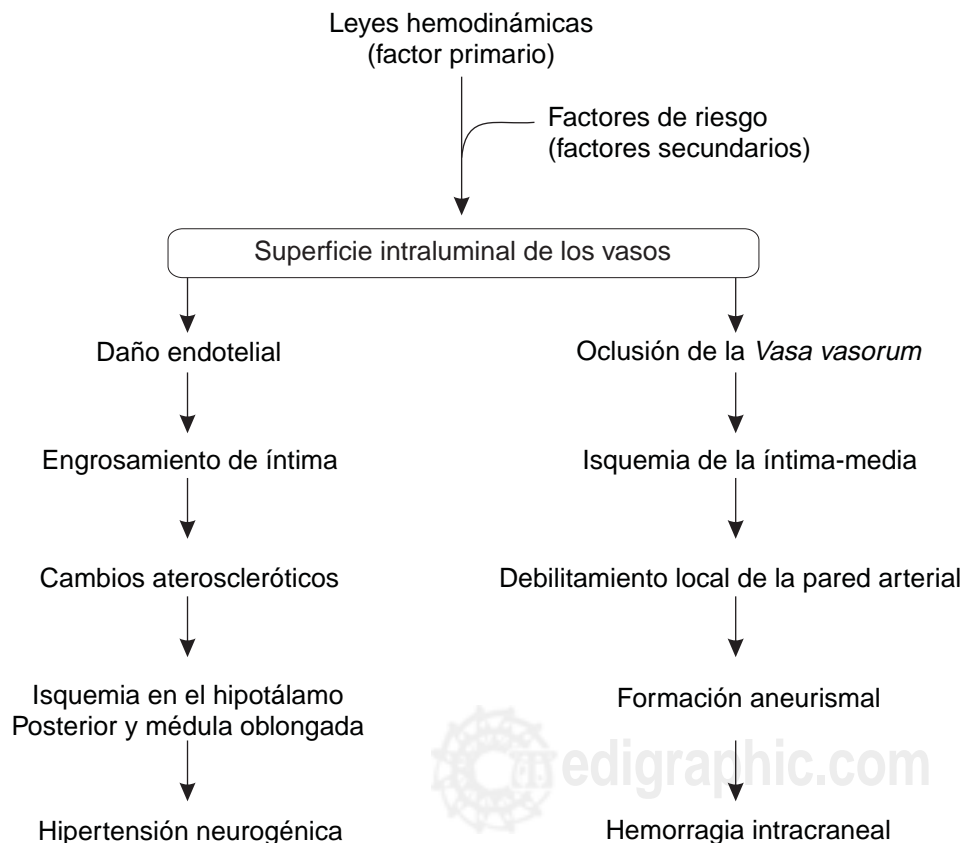 Leyes hemodinámicas
(factor primario)
Factores de riesgo
(factores secundarios)
Superficie intraluminal de los vasos
Daño endotelial
Oclusión de la Vasa vasorum
Engrosamiento de íntima
Isquemia de la íntima-media
Cambios ateroscleróticos
Debilitamiento local de la pared arterial
Isquemia en el hipotálamo
Posterior y médula oblongada
Formación aneurismal
medigraphic.com
Hipertensión neurogénica
Hemorragia intracraneal